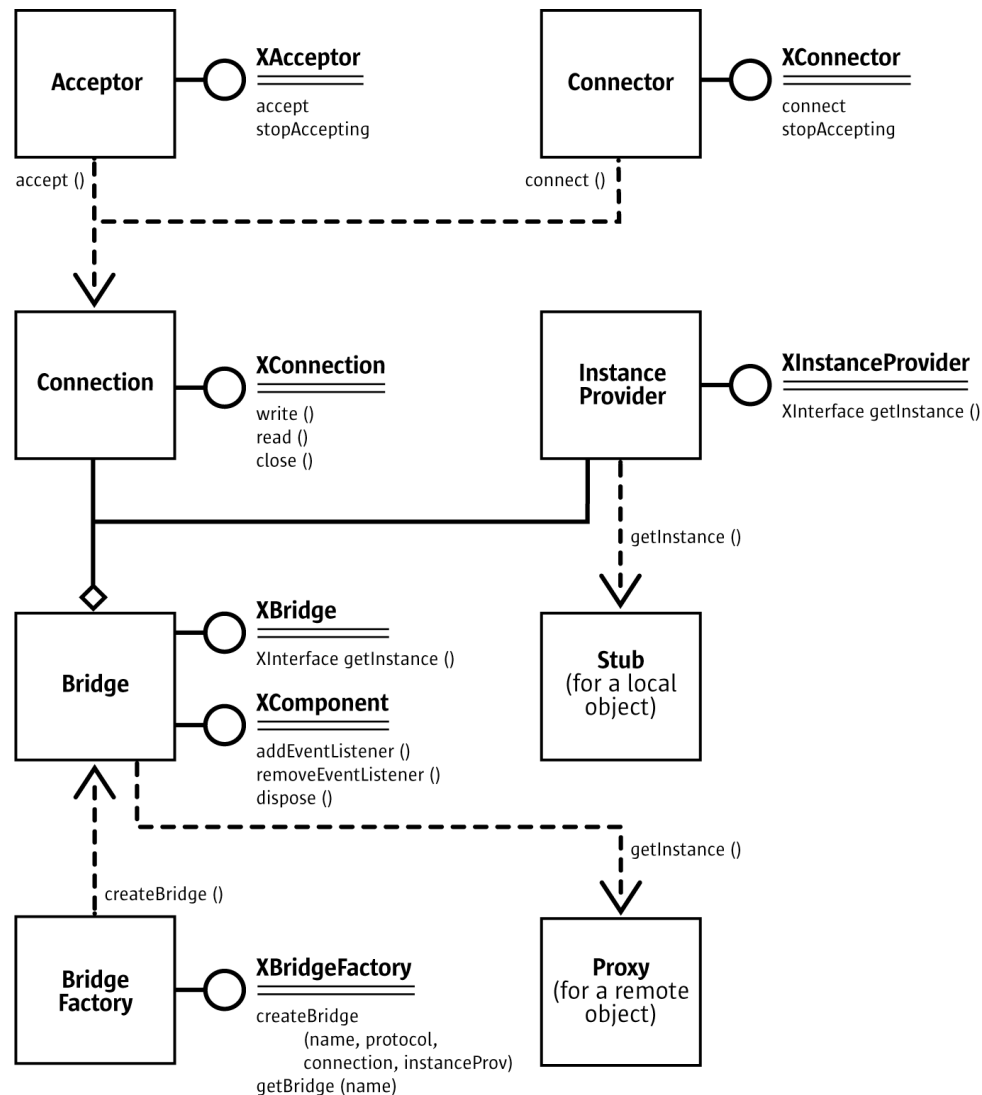 Acceptor
XAcceptor
accept
stopAccepting
Connector
XConnector
connect
stopAccepting
accept ()
connect ()
Connection
XConnection
write ()
read ()
close ()
Instance
Provider
XInstanceProvider
XInterface getInstance ()
getInstance ()
Bridge
XBridge
XInterface getInstance ()
XComponent
addEventListener ()
removeEventListener ()
dispose ()
Stub
(for a local
object)
getInstance ()
createBridge ()
Bridge
Factory
XBridgeFactory
createBridge
(name, protocol,
connection, instanceProv)
getBridge (name)
Proxy
(for a remote
object)